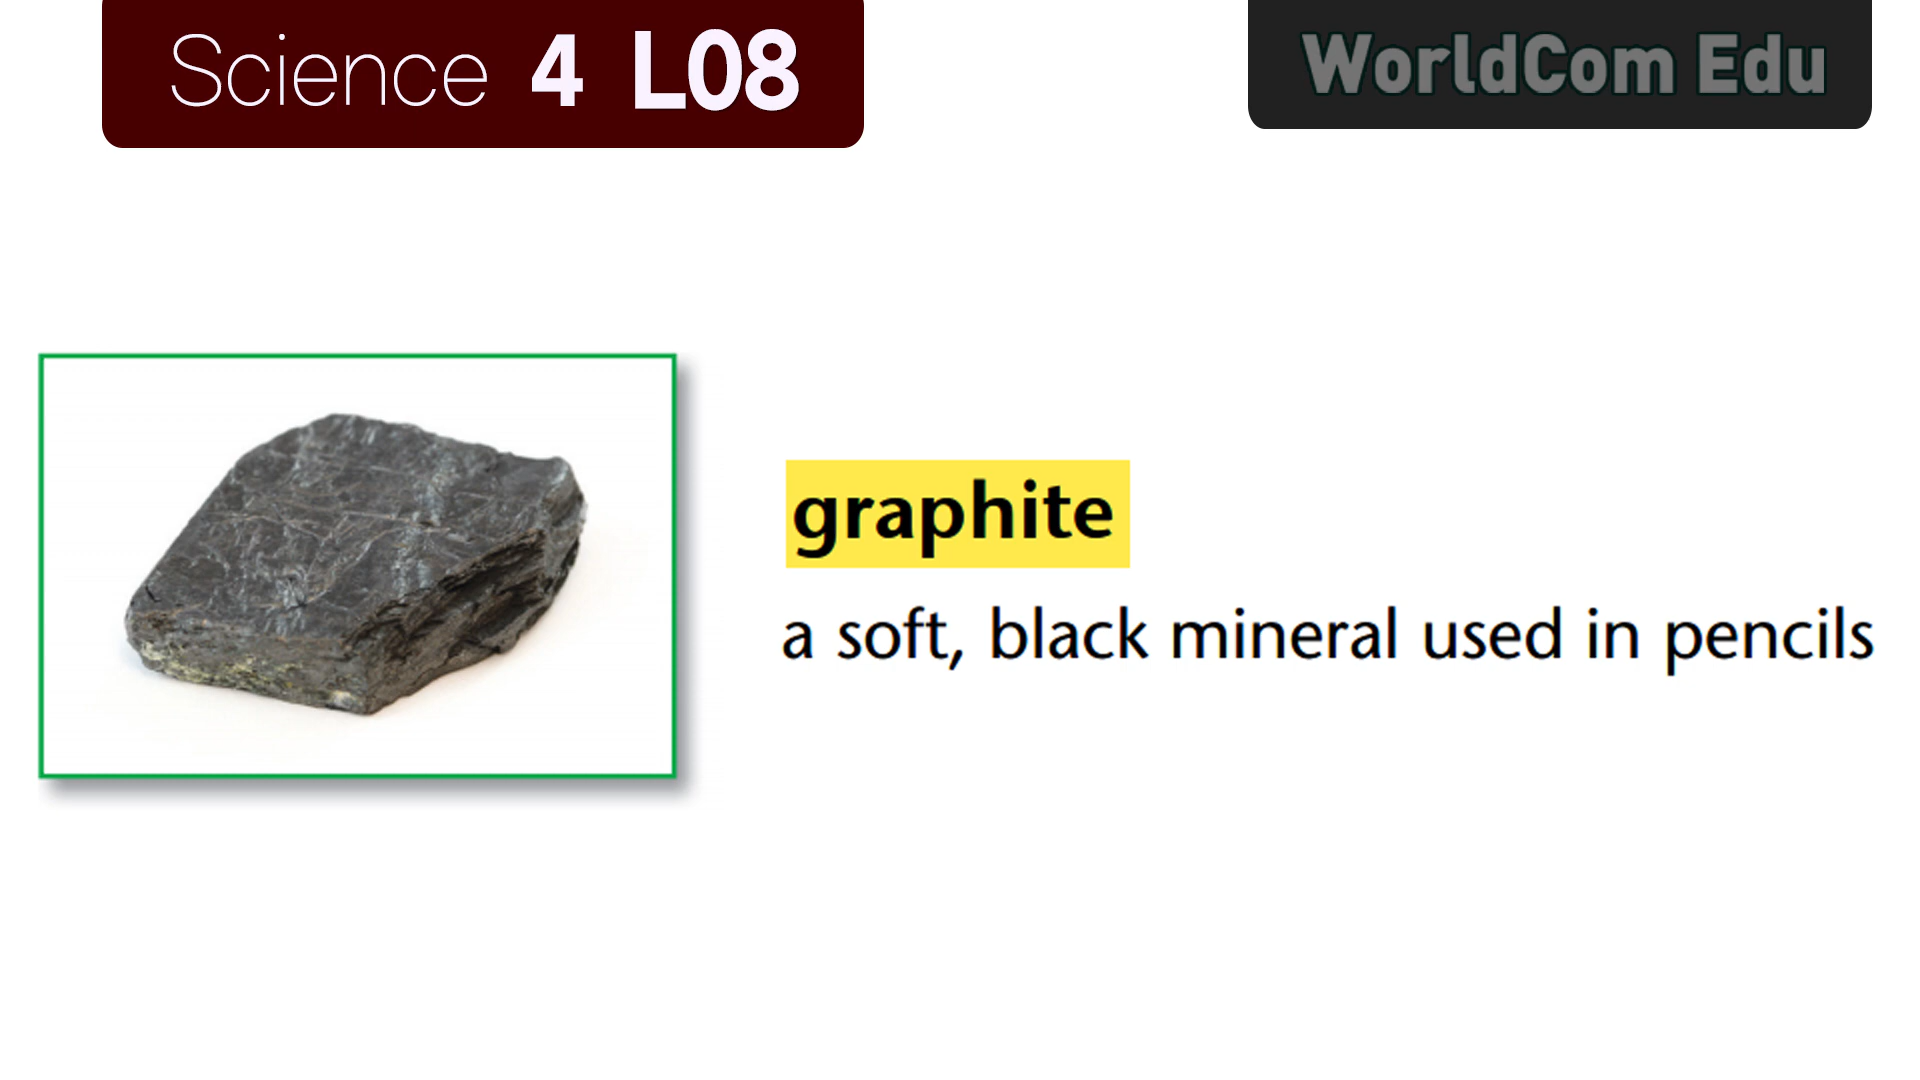 Science 4 L08
WorldCom Edu
graphite
a soft, black mineral used in pencils